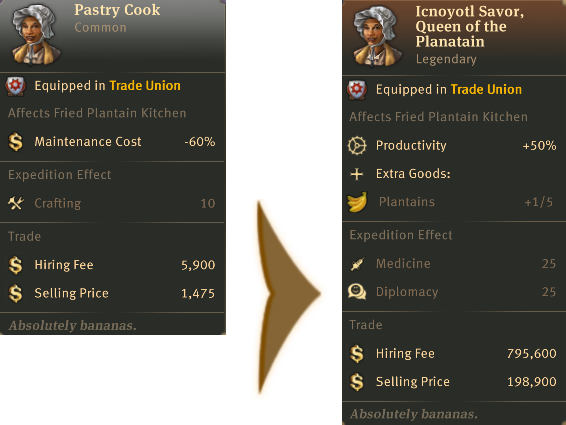 Pastry Cook
Common
Equipped in Trade Union
Affects Fried Plantain Kitchen
Maintenance Cost -60%
Expedition Effect
Crafting 10
Trade
Hiring Fee 5,900
Selling Price 1,475
Absolutely bananas.
Icnoyotl Savor,
Queen of the
Planatain
Legendary
Equipped in Trade Union
Affects Fried Plantain Kitchen
Productivity +50%
Extra Goods:
Plantains +1/5
Expedition Effect
Medicine 25
Diplomacy 25
Trade
Hiring Fee 795,600
Selling Price 198,900
Absolutely bananas.